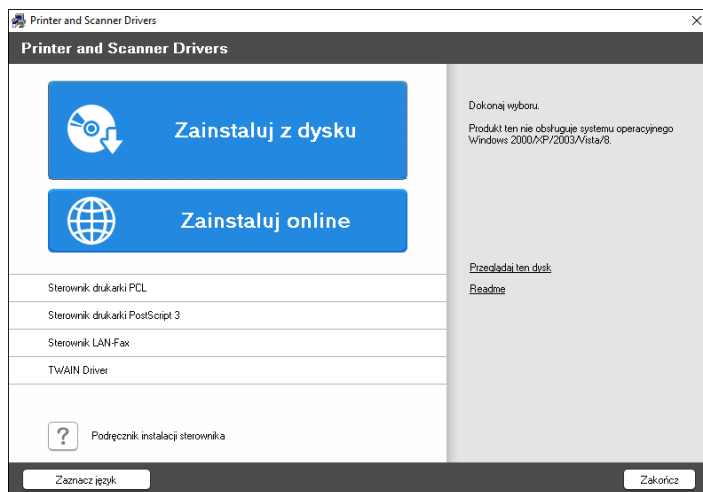 Printer and Scanner Drivers
Printer and Scanner Drivers
Zainstaluj z dysku
Zainstaluj online
Sterownik drukarki PCL
Sterownik drukarki PostScript 3
Sterownik LAN-Fax
TWAIN Driver
? Podręcznik instalacji sterownika
Dokonaj wyboru.
Produkt ten nie obsługuje systemu operacyjnego
Windows 2000/XP/2003/Vista/8.
Przeglądaj ten dysk
Readme
Zaznacz język
Zakończ